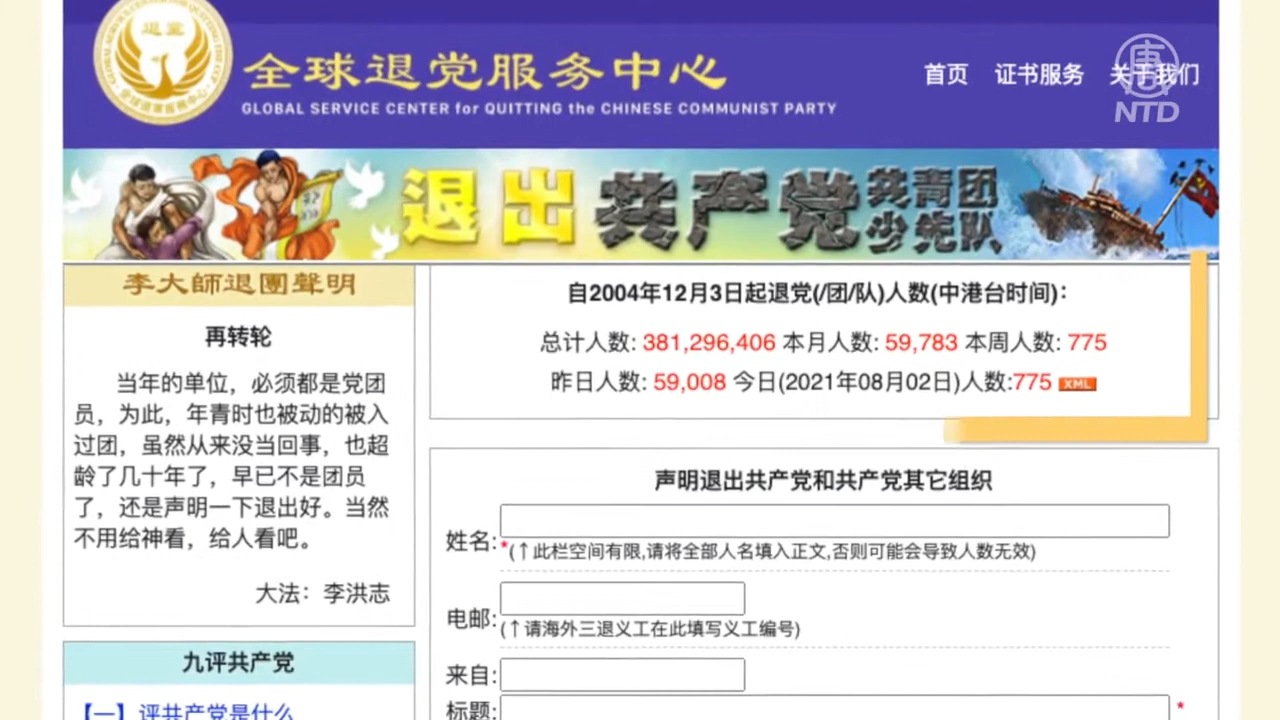 退党
全球退党服务中心
GLOBAL SERVICE CENTER for QUITTING the CHINESE COMMUNIST PARTY
首页 证书服务 关于我们
NTD
退出共产党 共青团
少先队
李大師退團聲明
再转轮
当年的单位，必须都是党团
员，为此，年青时也被动的被入
过团，虽然从来没当回事，也超
龄了几十年了，早已不是团员
了，还是声明一下退出好。当然
不用给神看，给人看吧。
大法：李洪志
九评共产党
【一】评共产党是什么
自2004年12月3日起退党(/团/队)人数(中港台时间):
总计人数: 381,296,406 本月人数: 59,783 本周人数: 775
昨日人数: 59,008 今日(2021年08月02日)人数:775 XML
声明退出共产党和共产党其它组织
姓名:
*(↑此栏空间有限,请将全部人名填入正文,否则可能会导致人数无效)
电邮:
(↑请海外三退义工在此填写义工编号)
来自:
标题: *